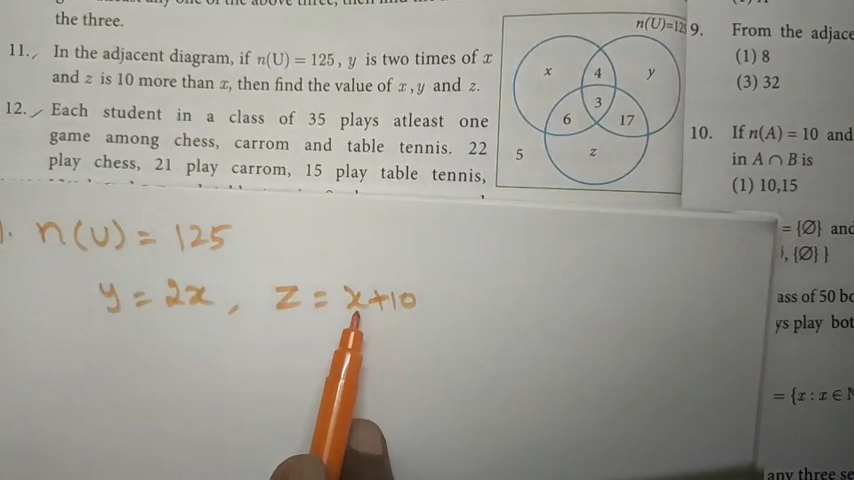 the three.
11. In the adjacent diagram, if n(U) = 125, y is two times of x
and z is 10 more than x, then find the value of x, y and z.
12. Each student in a class of 35 plays atleast one
game among chess, carrom and table tennis. 22
play chess, 21 play carrom, 15 play table tennis,
n(U)=125
x
4
y
3
6
17
5
z
9. From the adjace
(1) 8
(3) 32
10. If n(A) = 10 and
in A ∩ B is
(1) 10,15
= {Ø} and
, {Ø} }
ass of 50 bo
ys play bot
= {x : x ∈ N
any three se
n(U) = 125
y = 2x , z = x+10